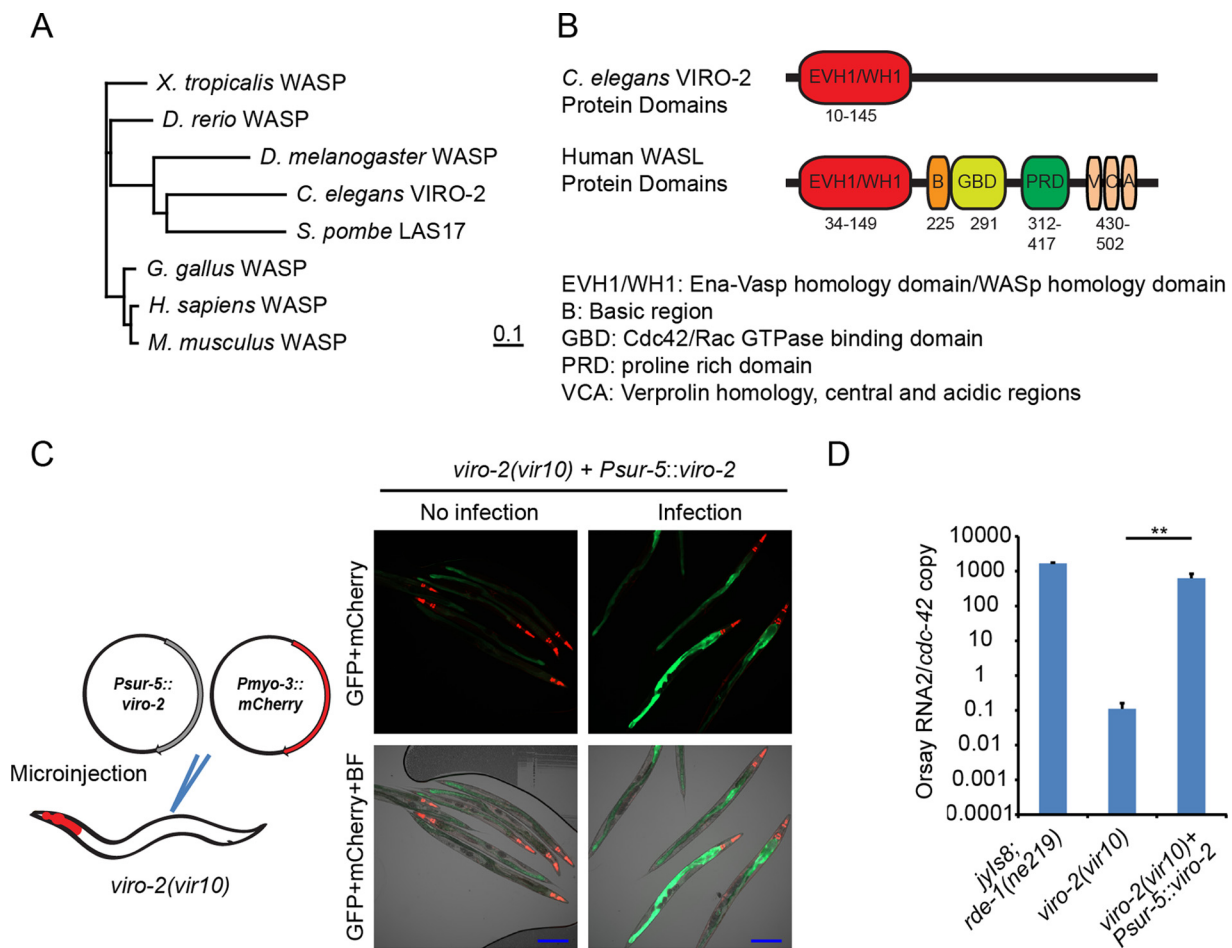 A
X. tropicalis WASP
D. rerio WASP
D. melanogaster WASP
C. elegans VIRO-2
S. pombe LAS17
G. gallus WASP
H. sapiens WASP
M. musculus WASP
0.1
B
C. elegans VIRO-2
Protein Domains
EVH1/WH1
10-145
Human WASL
Protein Domains
EVH1/WH1
B
GBD
PRD
V
C
A
34-149
225
291
312-
417
430-
502
EVH1/WH1: Ena-Vasp homology domain/WASp homology domain
B: Basic region
GBD: Cdc42/Rac GTPase binding domain
PRD: proline rich domain
VCA: Verprolin homology, central and acidic regions
C
Psur-5::
viro-2
Pmyo-3::
mCherry
Microinjection
viro-2(vir10)
viro-2(vir10) + Psur-5::viro-2
No infection
Infection
GFP+mCherry
GFP+mCherry+BF
D
Orsay RNA2/cdc-42 copy
10000
1000
100
10
1
0.1
0.01
0.001
0.0001
**
jyIs8;
rde-1(ne219)
viro-2(vir10)
viro-2(vir10)+
Psur-5::viro-2